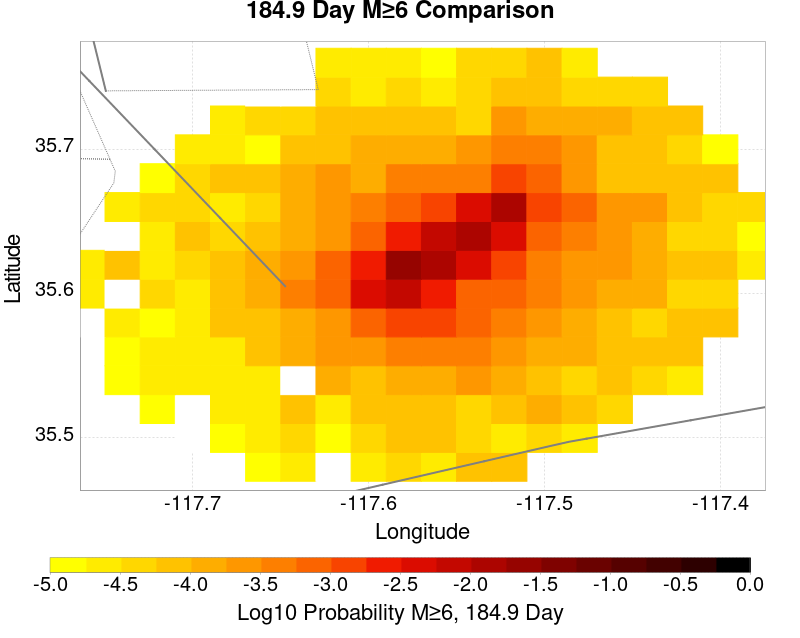 184.9 Day M≥6 Comparison
35.7
35.6
35.5
Latitude
-117.7 -117.6 -117.5 -117.4
Longitude
-5.0 -4.5 -4.0 -3.5 -3.0 -2.5 -2.0 -1.5 -1.0 -0.5 0.0
Log10 Probability M≥6, 184.9 Day